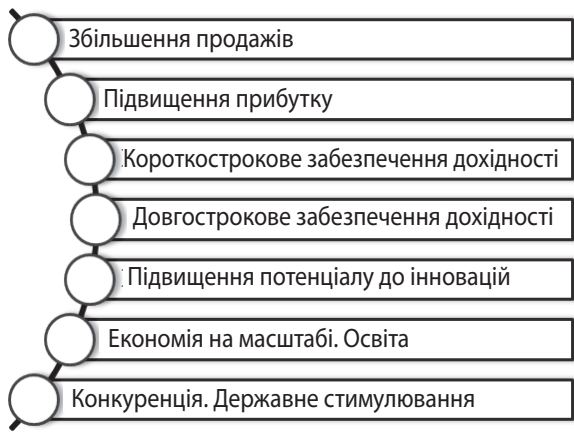 Збільшення продажів
Підвищення прибутку
Короткострокове забезпечення дохідності
Довгострокове забезпечення дохідності
Підвищення потенціалу до інновацій
Економія на масштабі. Освіта
Конкуренція. Державне стимулювання